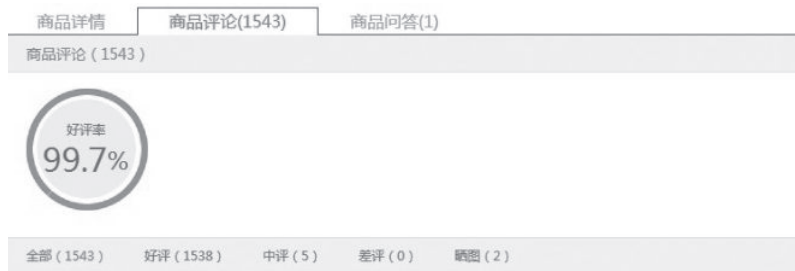 商品详情 商品评论(1543) 商品问答(1)
商品评论（1543）
好评率
99.7%
全部（1543） 好评（1538） 中评（5） 差评（0） 晒图（2）